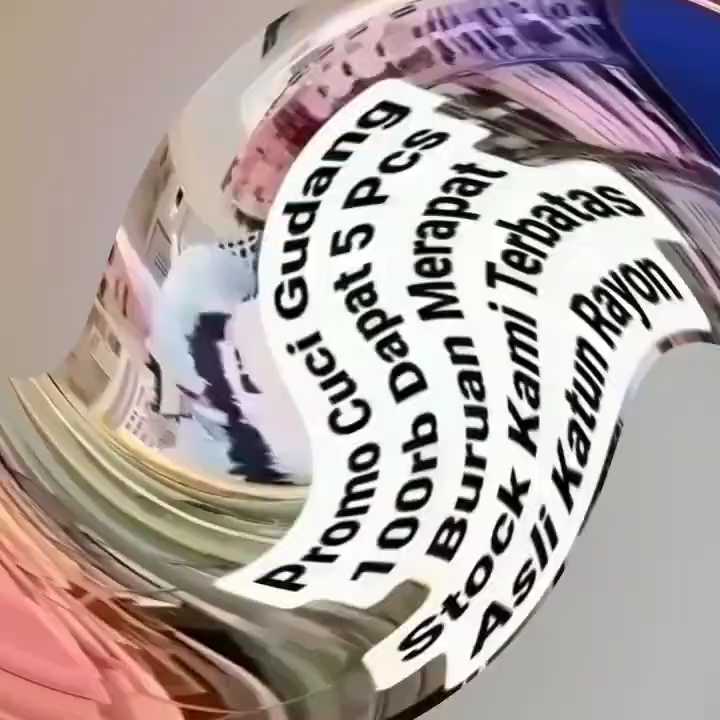 Promo Cuci Gudang
100rb Dapat 5 Pcs
Buruan Merapat
Stock Kami Terbatas
Asli Katun Rayon